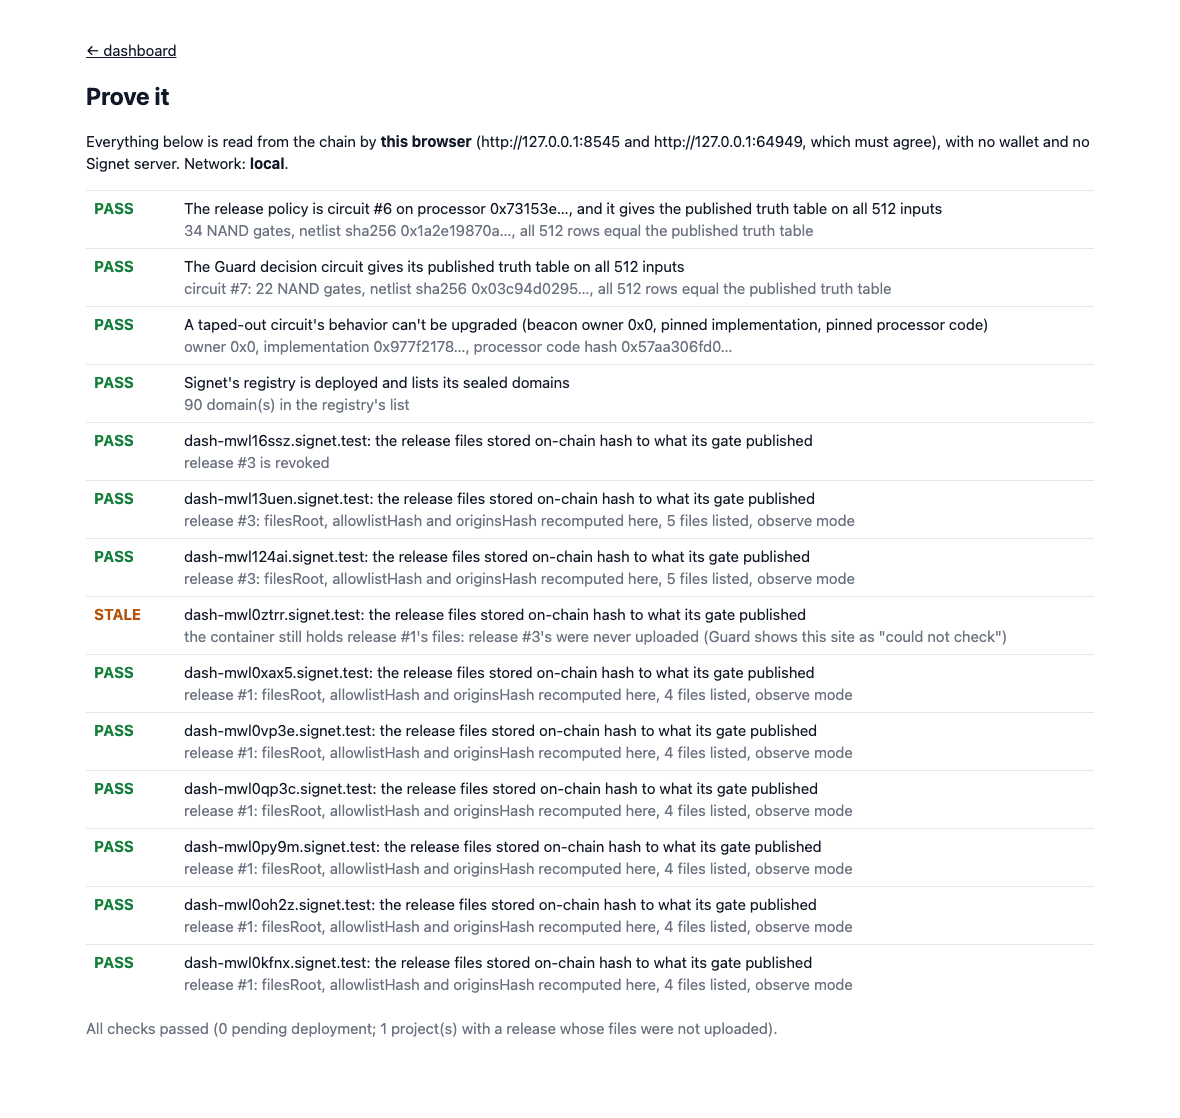 ← dashboard
Prove it
Everything below is read from the chain by this browser (http://127.0.0.1:8545 and http://127.0.0.1:64949, which must agree), with no wallet and no
Signet server. Network: local.
PASS The release policy is circuit #6 on processor 0x73153e…, and it gives the published truth table on all 512 inputs
34 NAND gates, netlist sha256 0x1a2e19870a…, all 512 rows equal the published truth table
PASS The Guard decision circuit gives its published truth table on all 512 inputs
circuit #7: 22 NAND gates, netlist sha256 0x03c94d0295…, all 512 rows equal the published truth table
PASS A taped-out circuit's behavior can't be upgraded (beacon owner 0x0, pinned implementation, pinned processor code)
owner 0x0, implementation 0x977f2178…, processor code hash 0x57aa306fd0…
PASS Signet's registry is deployed and lists its sealed domains
90 domain(s) in the registry's list
PASS dash-mwl16ssz.signet.test: the release files stored on-chain hash to what its gate published
release #3 is revoked
PASS dash-mwl13uen.signet.test: the release files stored on-chain hash to what its gate published
release #3: filesRoot, allowlistHash and originsHash recomputed here, 5 files listed, observe mode
PASS dash-mwl124ai.signet.test: the release files stored on-chain hash to what its gate published
release #3: filesRoot, allowlistHash and originsHash recomputed here, 5 files listed, observe mode
STALE dash-mwl0ztrr.signet.test: the release files stored on-chain hash to what its gate published
the container still holds release #1's files: release #3's were never uploaded (Guard shows this site as "could not check")
PASS dash-mwl0xax5.signet.test: the release files stored on-chain hash to what its gate published
release #1: filesRoot, allowlistHash and originsHash recomputed here, 4 files listed, observe mode
PASS dash-mwl0vp3e.signet.test: the release files stored on-chain hash to what its gate published
release #1: filesRoot, allowlistHash and originsHash recomputed here, 4 files listed, observe mode
PASS dash-mwl0qp3c.signet.test: the release files stored on-chain hash to what its gate published
release #1: filesRoot, allowlistHash and originsHash recomputed here, 4 files listed, observe mode
PASS dash-mwl0py9m.signet.test: the release files stored on-chain hash to what its gate published
release #1: filesRoot, allowlistHash and originsHash recomputed here, 4 files listed, observe mode
PASS dash-mwl0oh2z.signet.test: the release files stored on-chain hash to what its gate published
release #1: filesRoot, allowlistHash and originsHash recomputed here, 4 files listed, observe mode
PASS dash-mwl0kfnx.signet.test: the release files stored on-chain hash to what its gate published
release #1: filesRoot, allowlistHash and originsHash recomputed here, 4 files listed, observe mode
All checks passed (0 pending deployment; 1 project(s) with a release whose files were not uploaded).